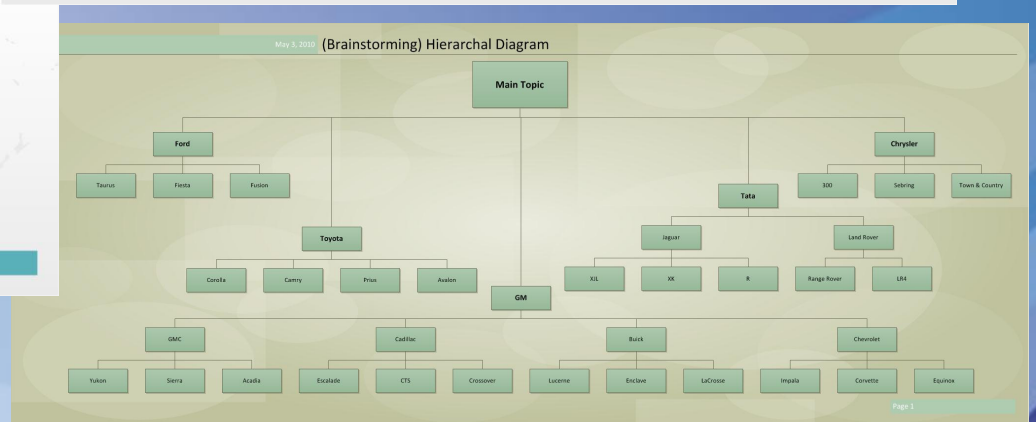 May 3, 2010 (Brainstorming) Hierarchal Diagram
Main Topic
Ford
Chrysler
Taurus Fiesta Fusion
300 Sebring Town & Country
Tata
Toyota
Jaguar Land Rover
Corolla Camry Prius Avalon
XJL XK R Range Rover LR4
GM
GMC Cadillac Buick Chevrolet
Yukon Sierra Acadia Escalade CTS Crossover Lucerne Enclave LaCrosse Impala Corvette Equinox
Page 1